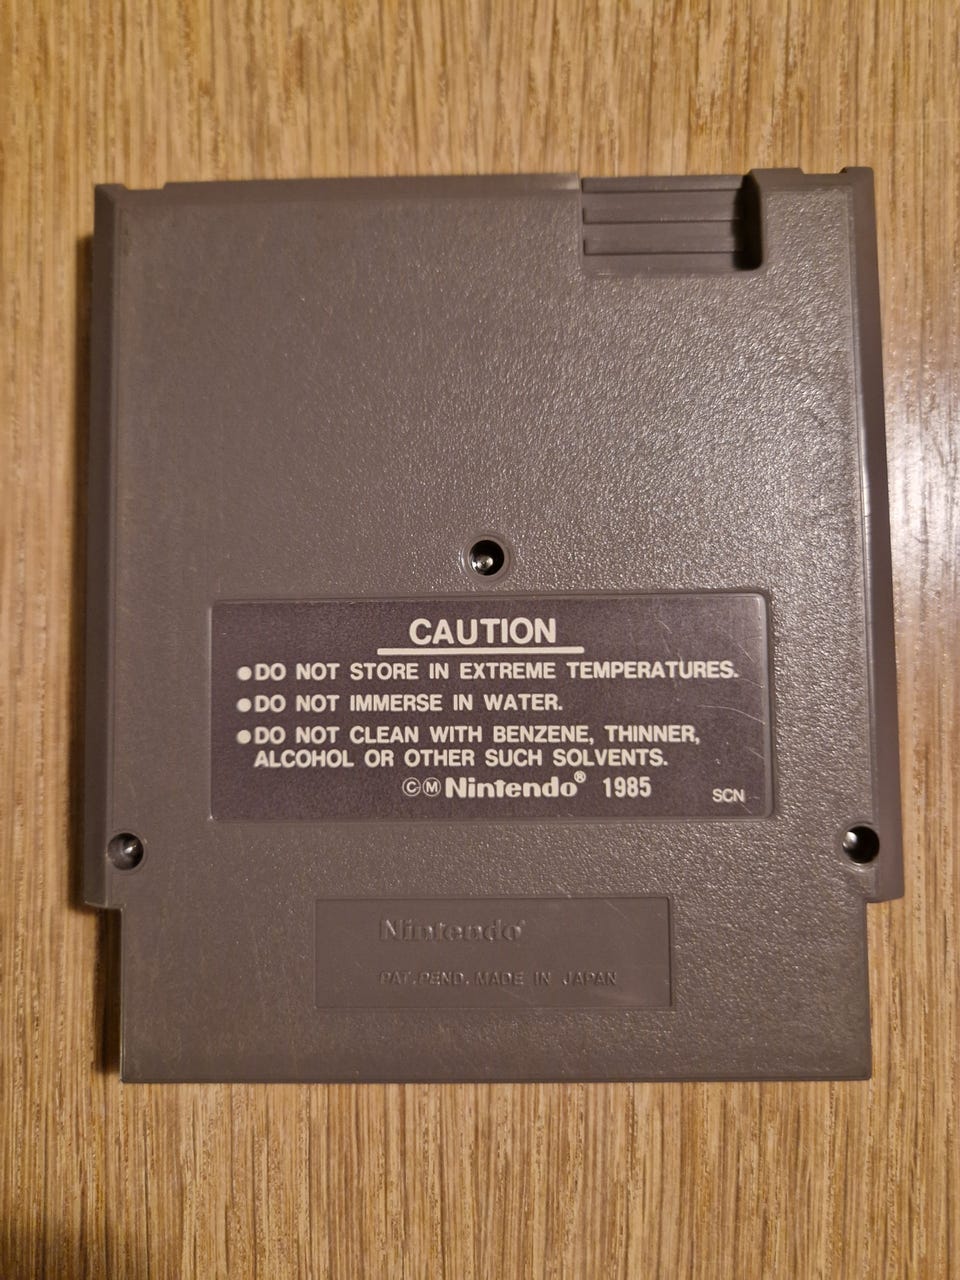 CAUTION
●DO NOT STORE IN EXTREME TEMPERATURES.
●DO NOT IMMERSE IN WATER.
●DO NOT CLEAN WITH BENZENE, THINNER,
ALCOHOL OR OTHER SUCH SOLVENTS.
ⒸⓂNintendo® 1985
SCN
Nintendo®
PAT. PEND. MADE IN JAPAN